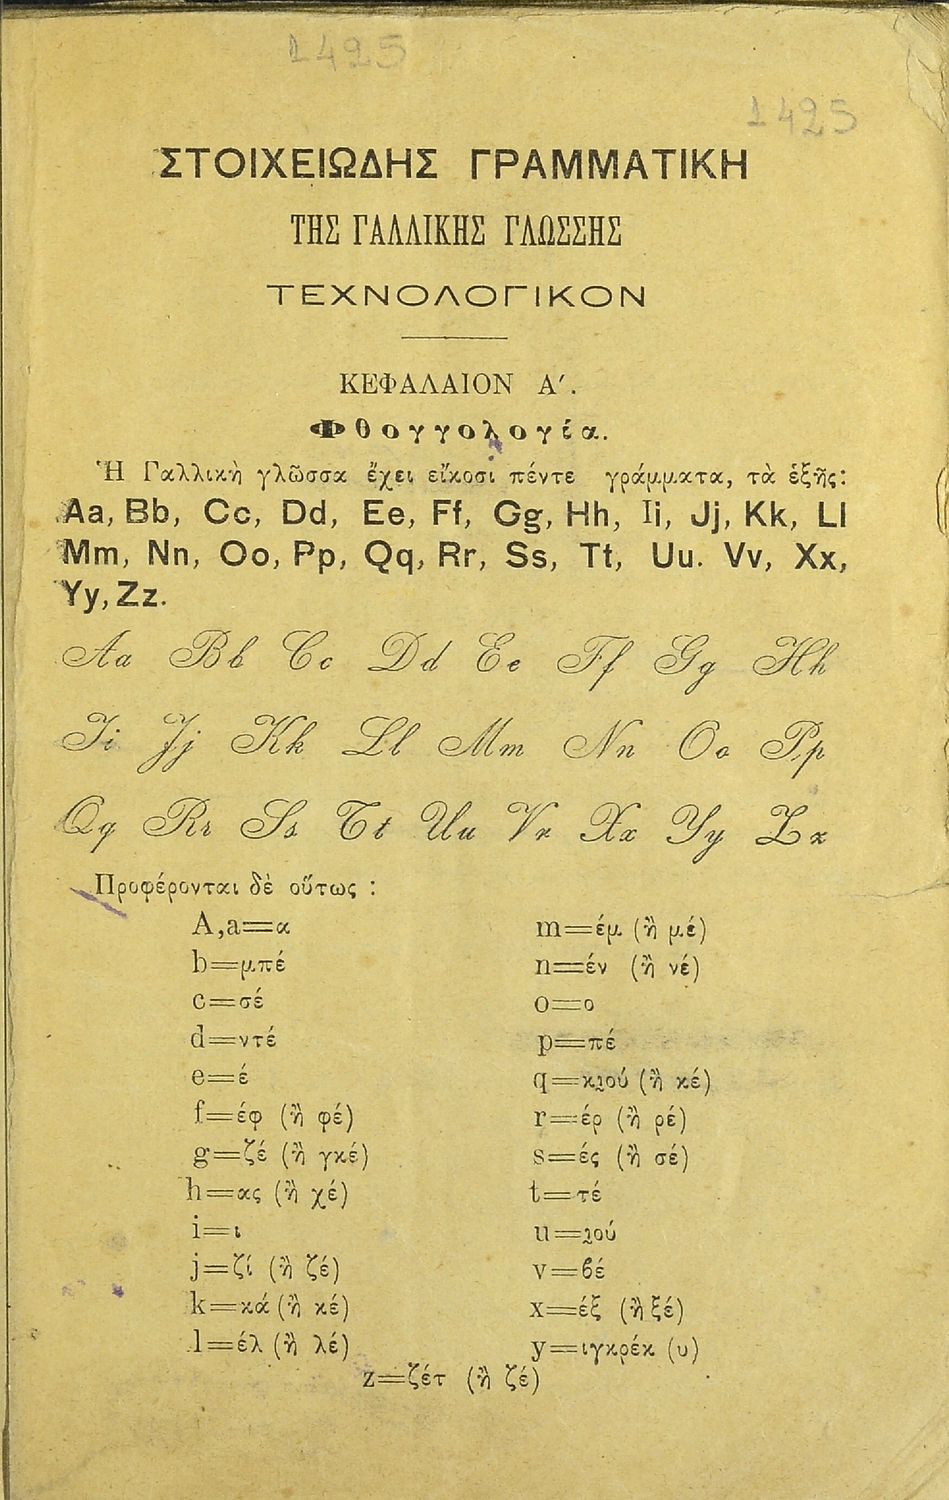 1425
1425
ΣΤΟΙΧΕΙΩΔΗΣ ΓΡΑΜΜΑΤΙΚΗ
ΤΗΣ ΓΑΛΛΙΚΗΣ ΓΛΩΣΣΗΣ
ΤΕΧΝΟΛΟΓΙΚΟΝ
ΚΕΦΑΛΑΙΟΝ Α′.
Φθογγολογία.
Ἡ Γαλλικὴ γλῶσσα ἔχει εἴκοσι πέντε γράμματα, τὰ ἑξῆς:
Aa, Bb, Cc, Dd, Ee, Ff, Gg, Hh, Ii, Jj, Kk, Ll
Mm, Nn, Oo, Pp, Qq, Rr, Ss, Tt, Uu. Vv, Xx,
Yy, Zz.
Aa Bb Cc Dd Ee Ff Gg Hh
Ii Jj Kk Ll Mm Nn Oo Pp
Qq Rr Ss Tt Uu Vv Xx Yy Zz
Προφέρονται δὲ οὕτως :
A,a=α
b=μπέ
c=σέ
d=ντέ
e=έ
f=έφ (ἢ φέ)
g=ζέ (ἢ γκέ)
h=ας (ἢ χέ)
i=ι
j=ζί (ἢ ζέ)
k=κά (ἢ κέ)
l=έλ (ἢ λέ)
m=έμ (ἢ μέ)
n=έν (ἢ νέ)
o=ο
p=πέ
q=κιού (ἢ κέ)
r=έρ (ἢ ρέ)
s=ές (ἢ σέ)
t=τέ
u=ιού
v=βέ
x=έξ (ἢ ξέ)
y=ιγκρέκ (υ)
z=ζέτ (ἢ ζέ)